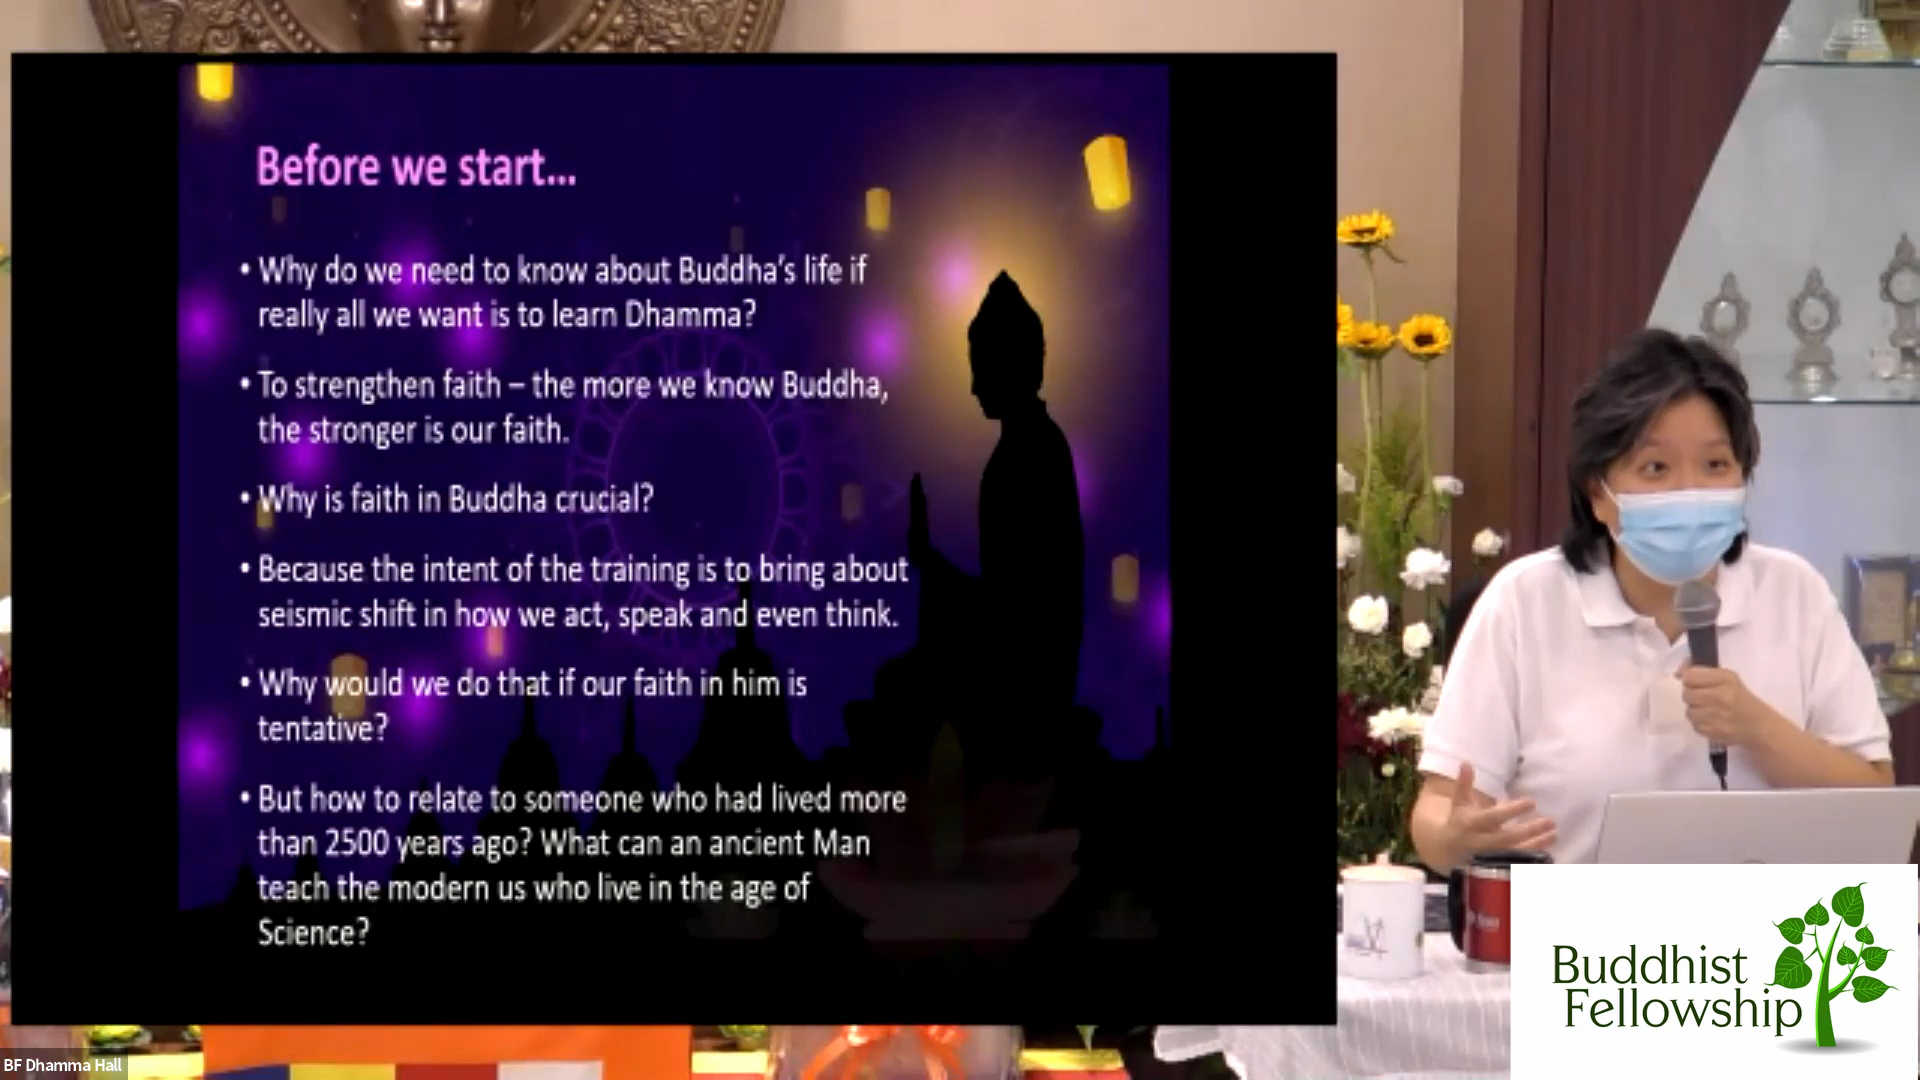 Before we start...
• Why do we need to know about Buddha's life if
really all we want is to learn Dhamma?
• To strengthen faith – the more we know Buddha,
the stronger is our faith.
• Why is faith in Buddha crucial?
• Because the intent of the training is to bring about
seismic shift in how we act, speak and even think.
• Why would we do that if our faith in him is
tentative?
• But how to relate to someone who had lived more
than 2500 years ago? What can an ancient Man
teach the modern us who live in the age of
Science?
Buddhist
Fellowship
BF Dhamma Hall